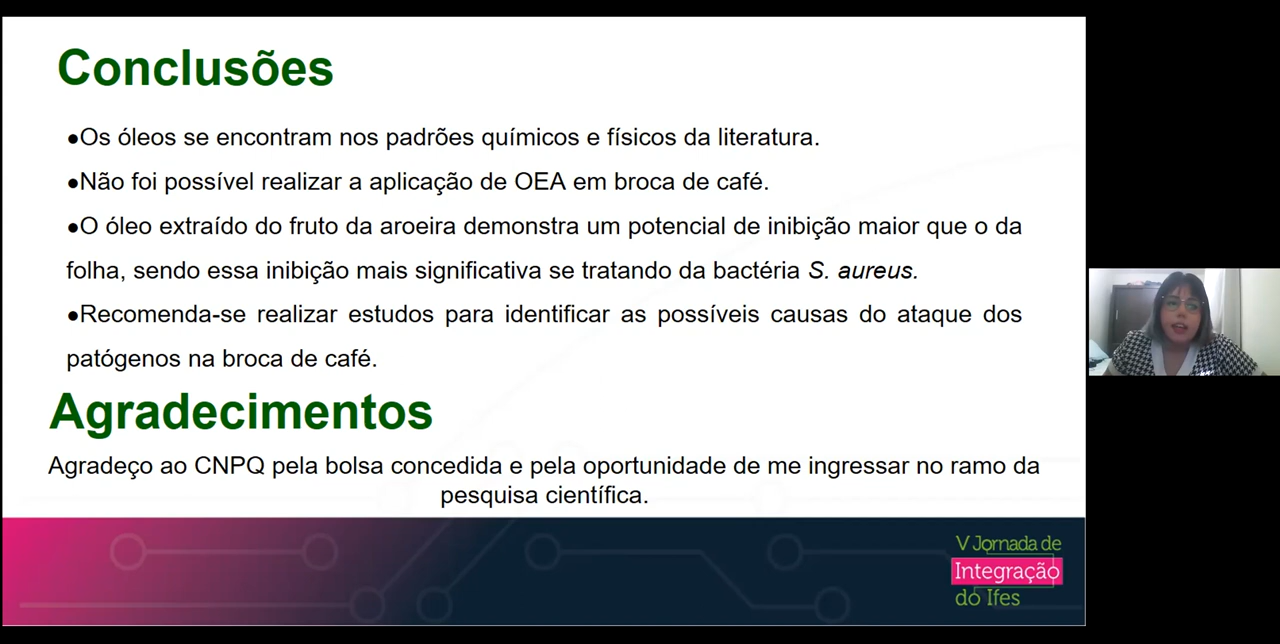 Conclusões
●Os óleos se encontram nos padrões químicos e físicos da literatura.
●Não foi possível realizar a aplicação de OEA em broca de café.
●O óleo extraído do fruto da aroeira demonstra um potencial de inibição maior que o da
folha, sendo essa inibição mais significativa se tratando da bactéria S. aureus.
●Recomenda-se realizar estudos para identificar as possíveis causas do ataque dos
patógenos na broca de café.
Agradecimentos
Agradeço ao CNPQ pela bolsa concedida e pela oportunidade de me ingressar no ramo da
pesquisa científica.
V Jornada de
Integração
do Ifes